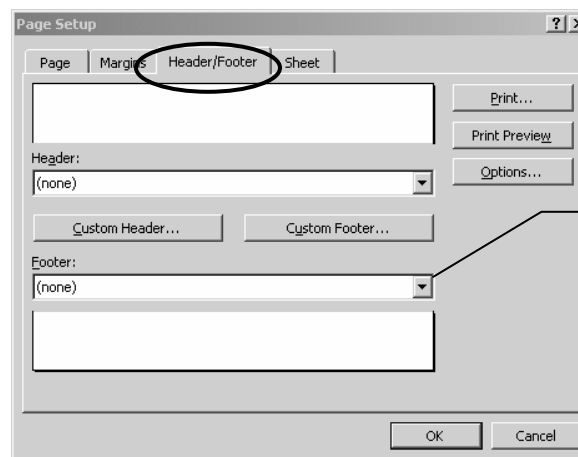 Page Setup
Page Margins Header/Footer Sheet
Print...
Print Preview
Header:
(none)
Options...
Custom Header... Custom Footer...
Footer:
(none)
OK Cancel